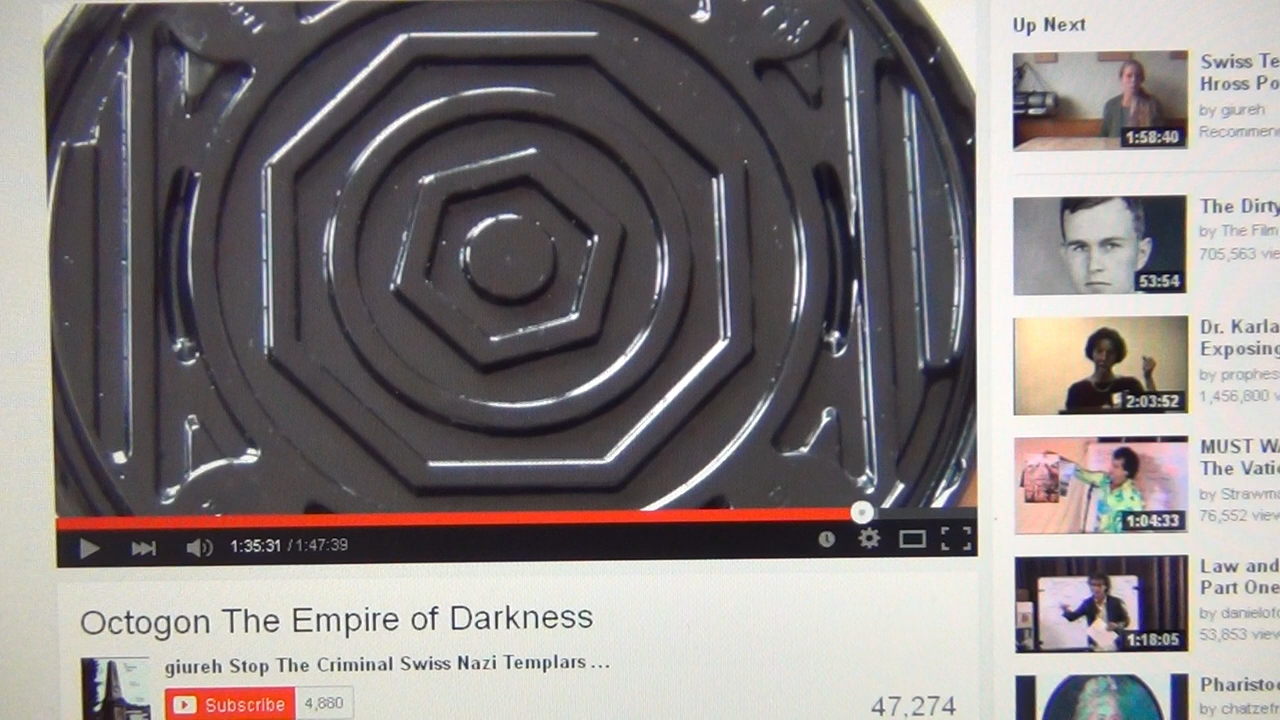 1:35:31 / 1:47:39
Octogon The Empire of Darkness
giureh Stop The Criminal Swiss Nazi Templars ...
Subscribe 4,880
47,274
Up Next
Swiss Te
Hross Po
by giureh
Recommen
1:58:40
The Dirty
by The Film
705,563 vie
53:54
Dr. Karla
Exposing
by prophes
1,456,800 v
2:03:52
MUST WA
The Vatic
by Strawma
76,552 view
1:04:33
Law and
Part One
by danielofd
53,853 view
1:18:05
Pharistoc
by chatzefr